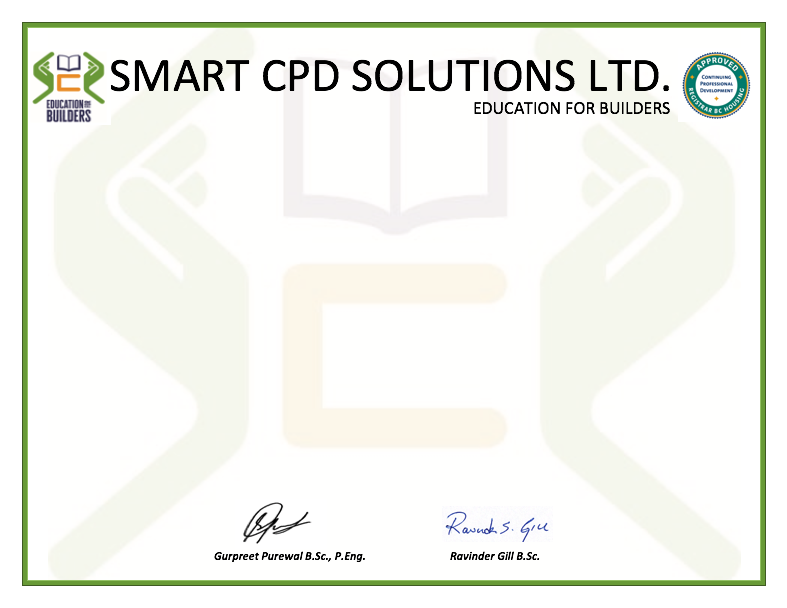 SMART CPD SOLUTIONS LTD.
EDUCATION FOR BUILDERS
EDUCATION FOR
BUILDERS
APPROVED
CONTINUING
PROFESSIONAL
DEVELOPMENT
REGISTRAR BC HOUSING
Ravinder S. Gill
Gurpreet Purewal B.Sc., P.Eng.
Ravinder Gill B.Sc.